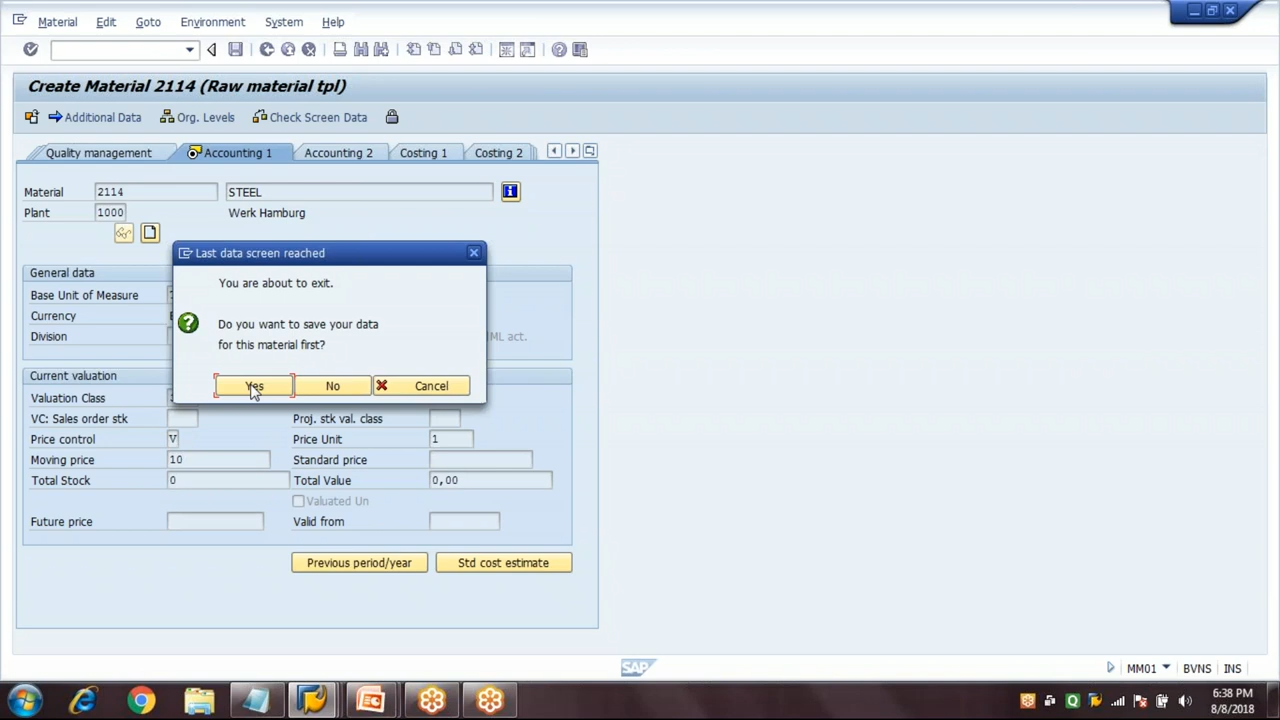 Material Edit Goto Environment System Help
Create Material 2114 (Raw material tpl)
Additional Data Org. Levels Check Screen Data
Quality management Accounting 1 Accounting 2 Costing 1 Costing 2
Material 2114 STEEL
Plant 1000 Werk Hamburg
Last data screen reached
You are about to exit.
Do you want to save your data
for this material first?
Yes No Cancel
General data
Base Unit of Measure
Currency
Division ML act.
Current valuation
Valuation Class
VC: Sales order stk Proj. stk val. class
Price control V Price Unit 1
Moving price 10 Standard price
Total Stock 0 Total Value 0,00
Valuated Un
Future price Valid from
Previous period/year Std cost estimate
SAP MM01 BVNS INS
6:38 PM
8/8/2018